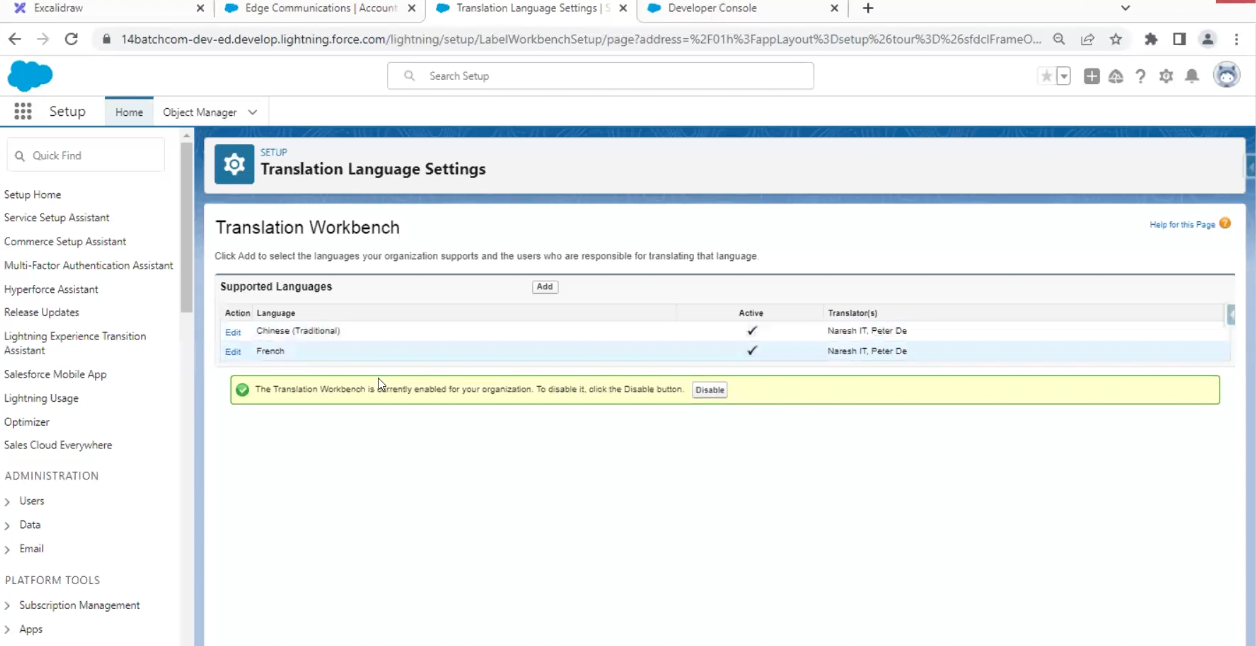 Excalidraw
Edge Communications | Account
Translation Language Settings | S
Developer Console
14batchcom-dev-ed.develop.lightning.force.com/lightning/setup/LabelWorkbenchSetup/page?address=%2F01h%3FappLayout%3Dsetup%26tour%3D%26sfdcIFrameO...
Search Setup
Setup
Home
Object Manager
Quick Find
Setup Home
Service Setup Assistant
Commerce Setup Assistant
Multi-Factor Authentication Assistant
Hyperforce Assistant
Release Updates
Lightning Experience Transition
Assistant
Salesforce Mobile App
Lightning Usage
Optimizer
Sales Cloud Everywhere
ADMINISTRATION
Users
Data
Email
PLATFORM TOOLS
Subscription Management
Apps
SETUP
Translation Language Settings
Translation Workbench
Help for this Page
Click Add to select the languages your organization supports and the users who are responsible for translating that language.
Supported Languages Add
Action Language Active Translator(s)
Edit Chinese (Traditional) Naresh IT, Peter De
Edit French Naresh IT, Peter De
The Translation Workbench is currently enabled for your organization. To disable it, click the Disable button. Disable